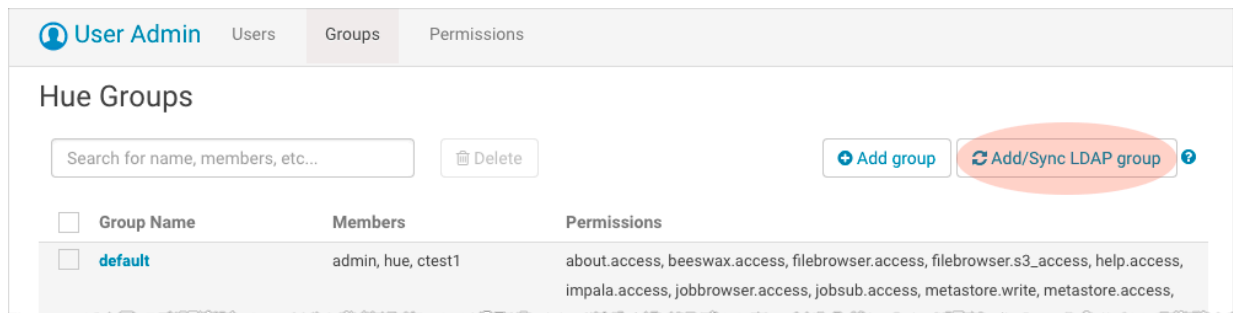 User Admin Users Groups Permissions
Hue Groups
Search for name, members, etc... Delete Add group Add/Sync LDAP group
Group Name Members Permissions
default admin, hue, ctest1 about.access, beeswax.access, filebrowser.access, filebrowser.s3_access, help.access,
impala.access, jobbrowser.access, jobsub.access, metastore.write, metastore.access,